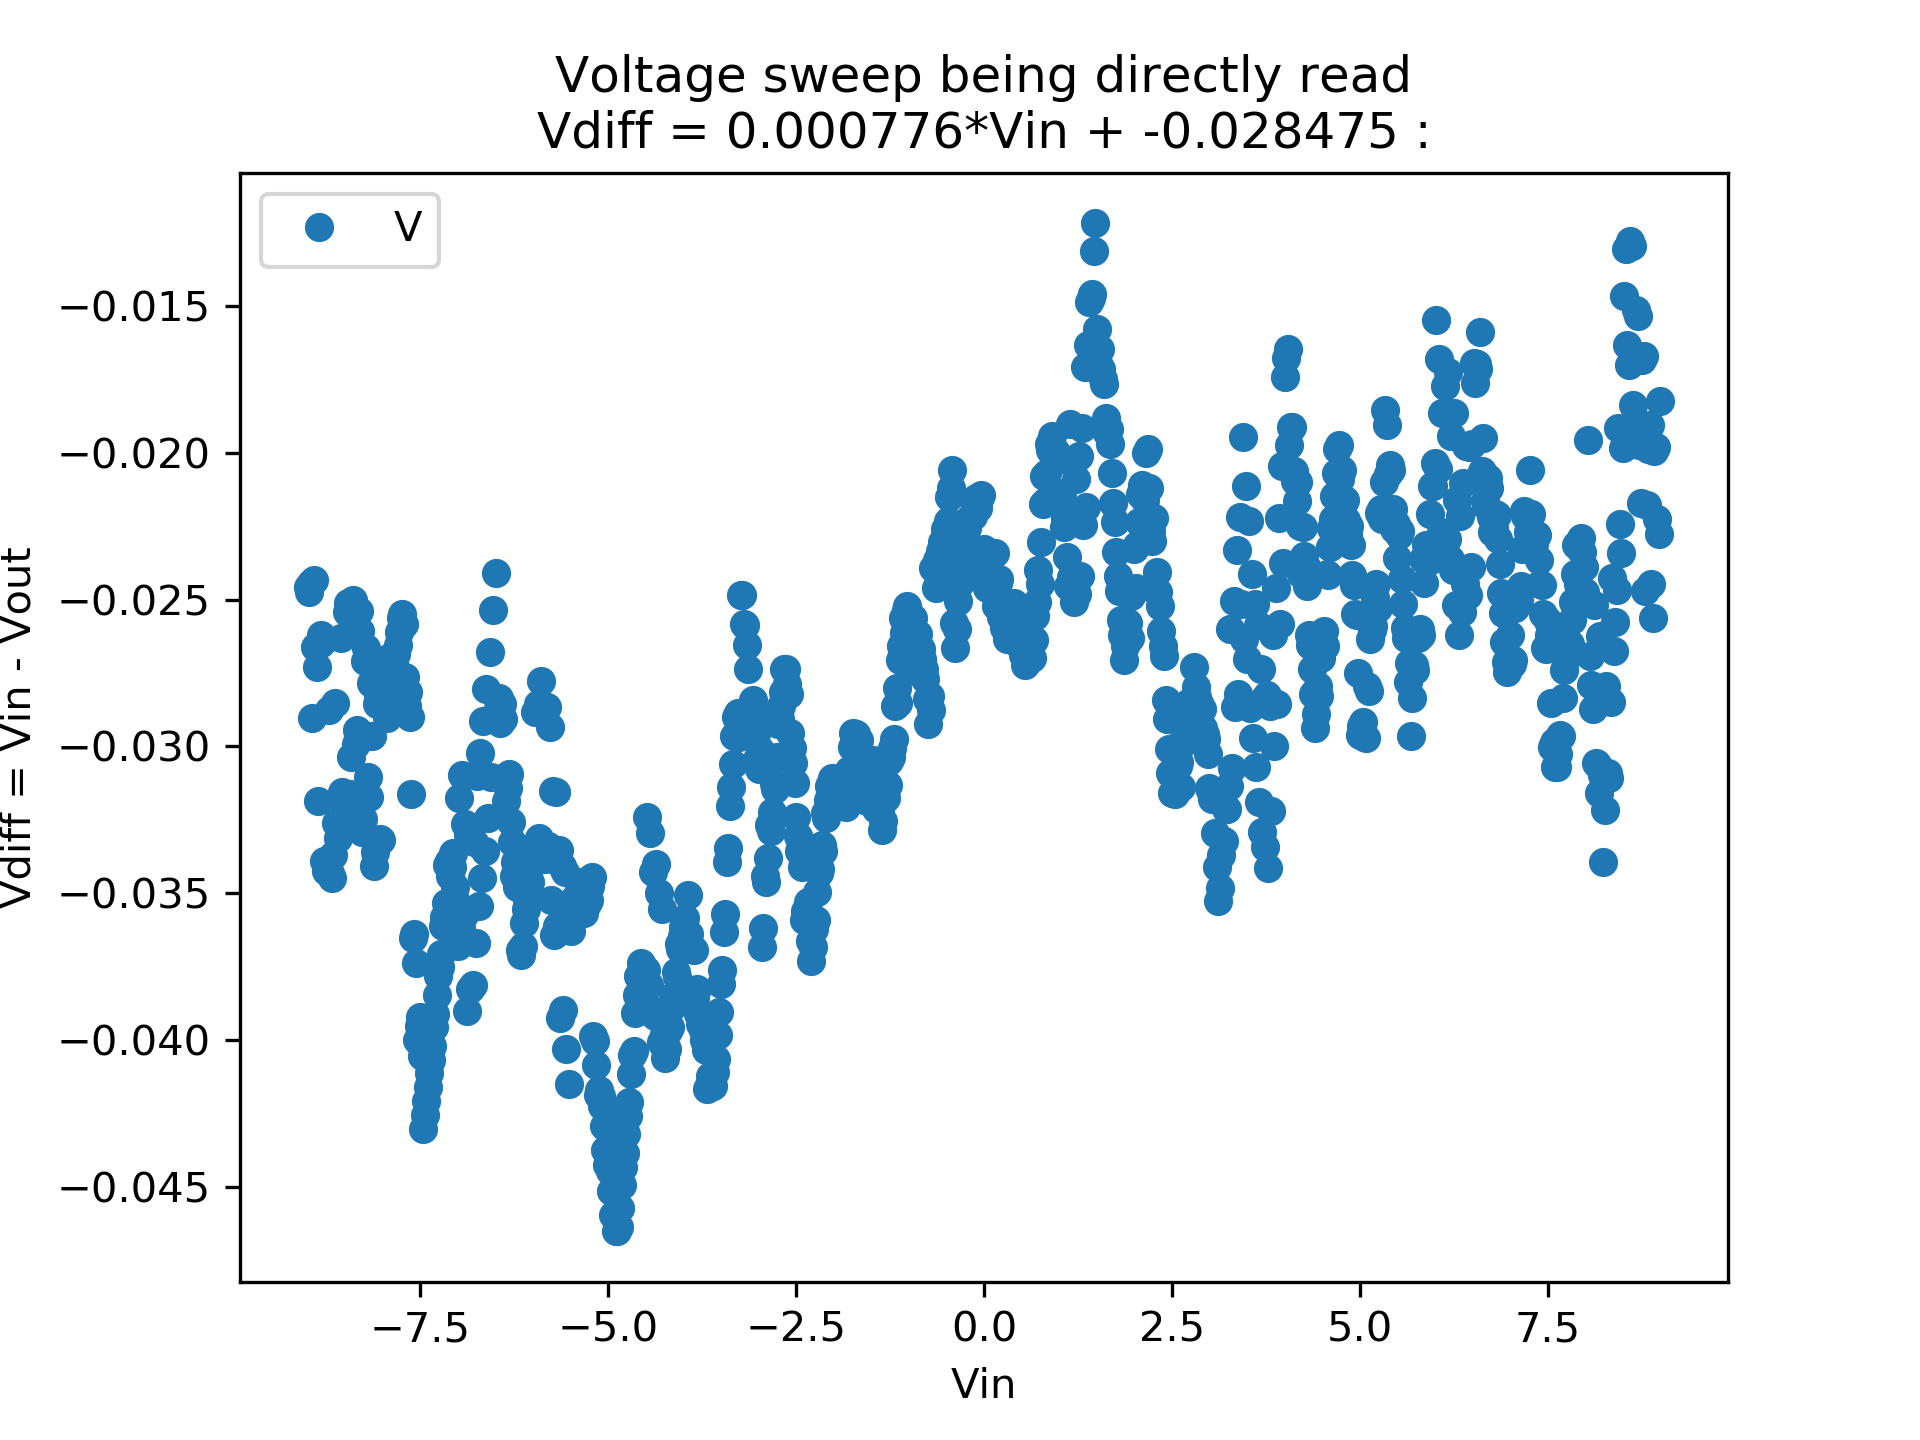 Voltage sweep being directly read
Vdiff = 0.000776*Vin + -0.028475 :
V
−0.015
−0.020
−0.025
−0.030
−0.035
−0.040
−0.045
Vdiff = Vin - Vout
−7.5
−5.0
−2.5
0.0
2.5
5.0
7.5
Vin